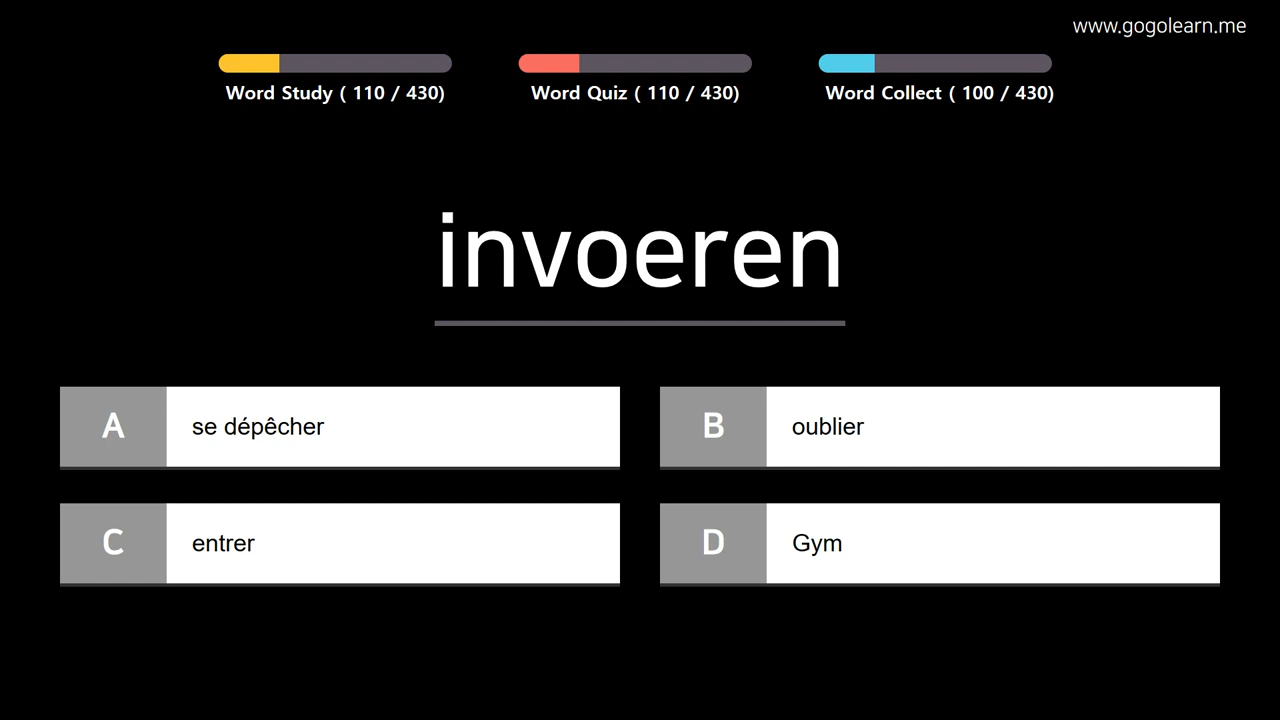 www.gogolearn.me
Word Study ( 110 / 430)
Word Quiz ( 110 / 430)
Word Collect ( 100 / 430)
invoeren
A se dépêcher
B oublier
C entrer
D Gym